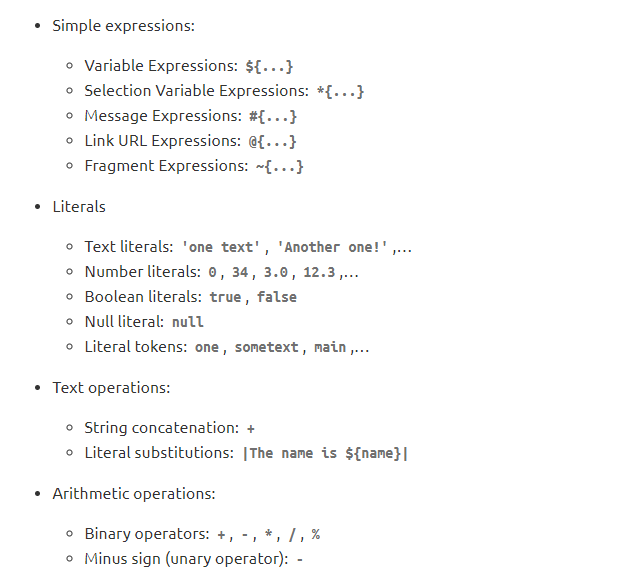 Simple expressions:
Variable Expressions: ${...}
Selection Variable Expressions: *{...}
Message Expressions: #{...}
Link URL Expressions: @{...}
Fragment Expressions: ~{...}
Literals
Text literals: 'one text', 'Another one!',…
Number literals: 0, 34, 3.0, 12.3,…
Boolean literals: true, false
Null literal: null
Literal tokens: one, sometext, main,…
Text operations:
String concatenation: +
Literal substitutions: |The name is ${name}|
Arithmetic operations:
Binary operators: +, -, *, /, %
Minus sign (unary operator): -